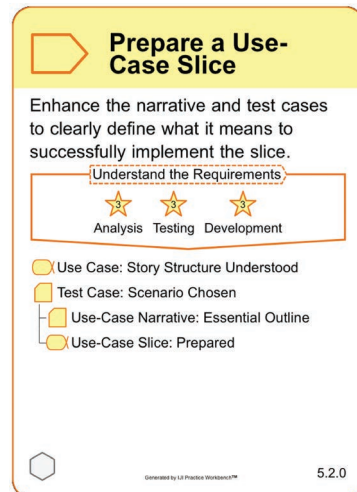 Prepare a Use-
Case Slice
Enhance the narrative and test cases
to clearly define what it means to
successfully implement the slice.
Understand the Requirements
3 3 3
Analysis Testing Development
Use Case: Story Structure Understood
Test Case: Scenario Chosen
Use-Case Narrative: Essential Outline
Use-Case Slice: Prepared
Generated by IJI Practice Workbench™
5.2.0